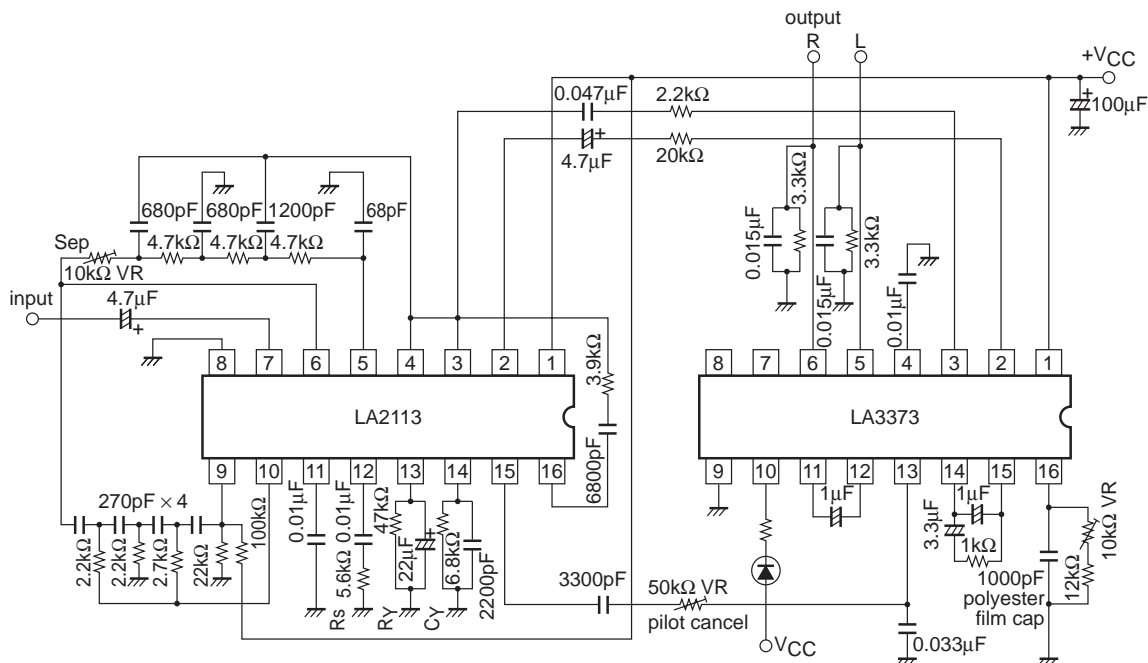 output
R L
+VCC
0.047µF 2.2kΩ
+
100µF
+
4.7µF 20kΩ
3.3kΩ
0.015µF
3.3kΩ
0.015µF
0.01µF
680pF 680pF 1200pF 68pF
Sep 4.7kΩ 4.7kΩ 4.7kΩ
10kΩ VR
input
4.7µF
+
8 7 6 5 4 3 2 1
3.9kΩ
8 7 6 5 4 3 2 1
LA2113
LA3373
9 10 11 12 13 14 15 16
6800pF
9 10 11 12 13 14 15 16
270pF × 4
100kΩ
0.01µF
0.01µF
47kΩ
+
22µF
6.8kΩ
2200pF
2.2kΩ
2.2kΩ
2.7kΩ
22kΩ
5.6kΩ
Rs
RY
CY
1µF
1µF
3.3µF
1kΩ
10kΩ VR
12kΩ
3300pF 50kΩ VR
pilot cancel
1000pF
polyester
film cap
VCC
0.033µF